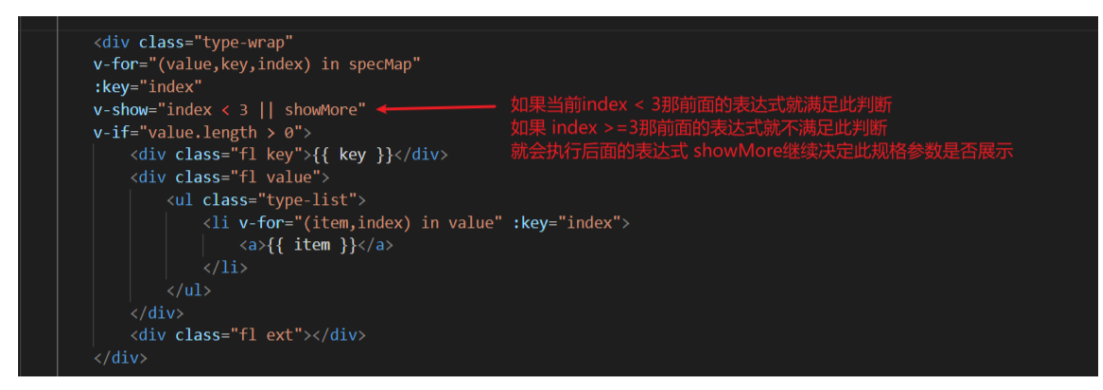 <div class="type-wrap"
v-for="(value,key,index) in specMap"
:key="index"
v-show="index < 3 || showMore"
如果当前index < 3那前面的表达式就满足此判断
如果 index >=3那前面的表达式就不满足此判断
就会执行后面的表达式 showMore继续决定此规格参数是否展示
v-if="value.length > 0">
<div class="fl key">{{ key }}</div>
<div class="fl value">
<ul class="type-list">
<li v-for="(item,index) in value" :key="index">
<a>{{ item }}</a>
</li>
</ul>
</div>
<div class="fl ext"></div>
</div>